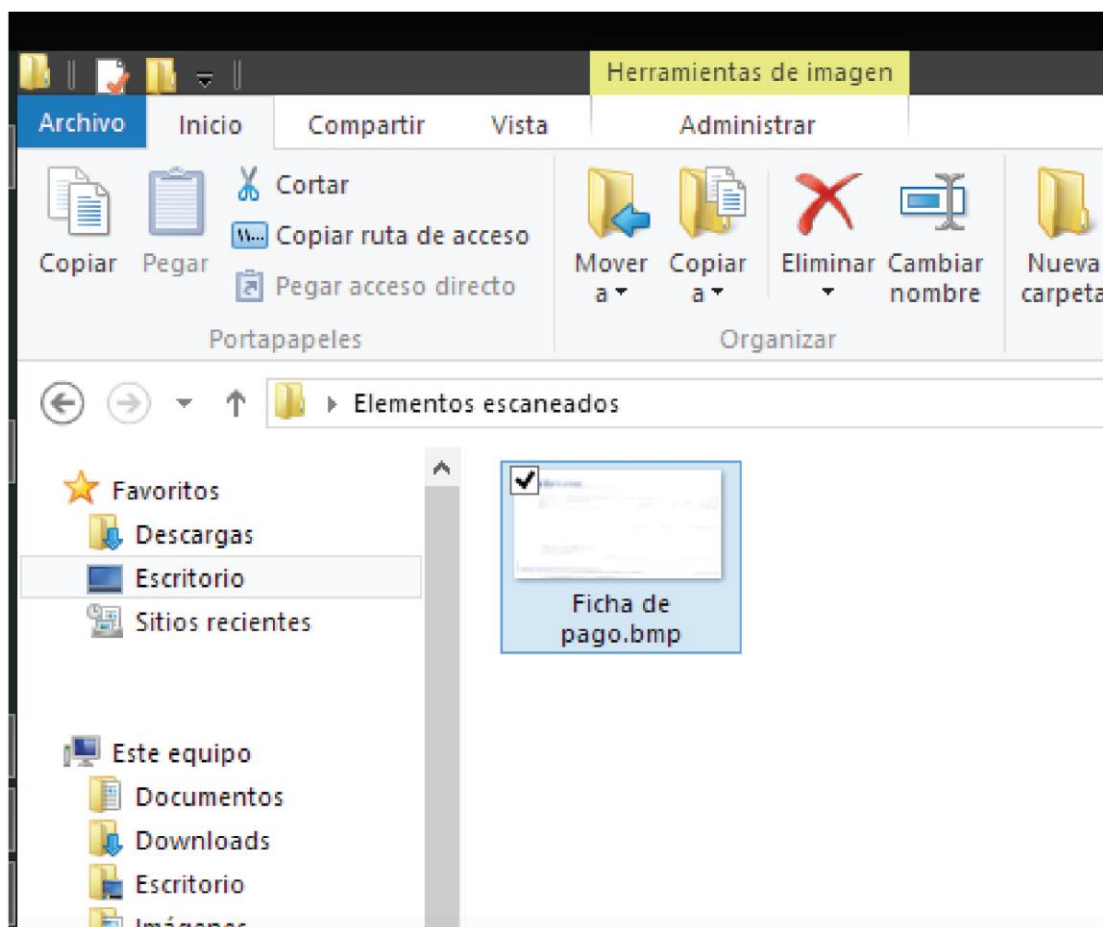 Herramientas de imagen
Archivo Inicio Compartir Vista Administrar
Copiar
Pegar
Cortar
Copiar ruta de acceso
Pegar acceso directo
Portapapeles
Mover a
Copiar a
Eliminar
Cambiar nombre
Organizar
Nueva carpeta
Elementos escaneados
Favoritos
Descargas
Escritorio
Sitios recientes
Este equipo
Documentos
Downloads
Escritorio
Imágenes
Ficha de
pago.bmp